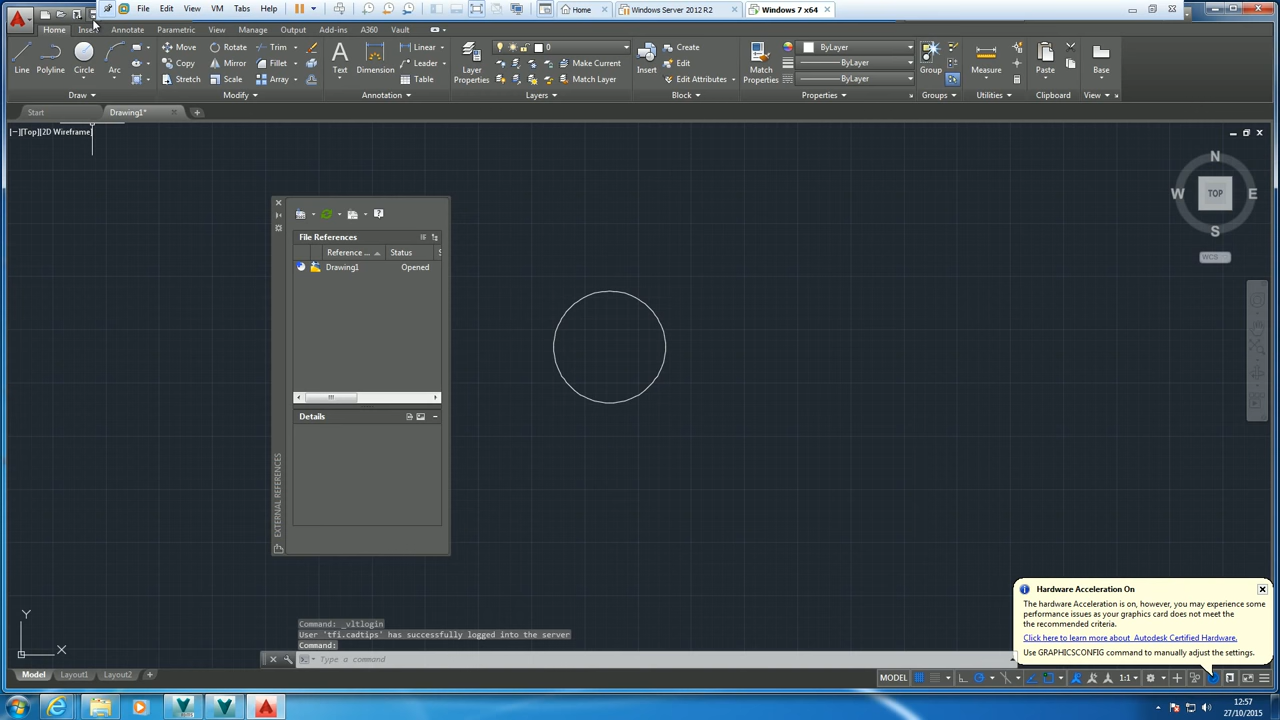 File Edit View VM Tabs Help Home Windows Server 2012 R2 Windows 7 x64
Home Insert Annotate Parametric View Manage Output Add-ins A360 Vault
Line Polyline Circle Arc Move Rotate Trim Text Dimension Linear Layer Properties 0 Insert Create Match Properties ByLayer Group Measure Paste Base
Copy Mirror Fillet Leader Make Current Edit ByLayer
Stretch Scale Array Table Match Layer Edit Attributes ByLayer
Draw Modify Annotation Layers Block Properties Groups Utilities Clipboard View
Start Drawing1*
[−][Top][2D Wireframe]
N
W TOP E
S
WCS
File References
Reference ... Status
Drawing1 Opened
Details
EXTERNAL REFERENCES
Hardware Acceleration On
The hardware Acceleration is on, however, you may experience some
performance issues as your graphics card does not meet the
the recommended criteria.
Click here to learn more about Autodesk Certified Hardware.
Use GRAPHICSCONFIG command to manually adjust the settings.
Y
X
Command: _vltlogin
User 'tfi.cadtips' has successfully logged into the server
Command:
Type a command
Model Layout1 Layout2 MODEL 1:1
12:57
27/10/2015